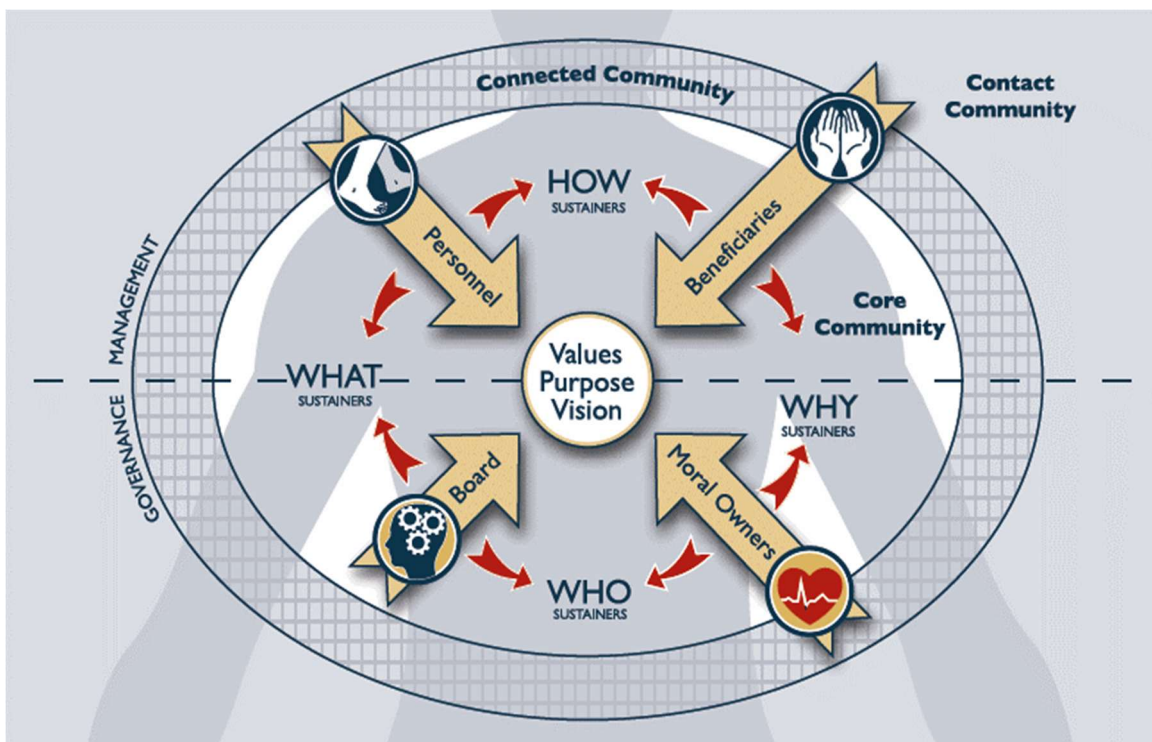 Connected Community
Contact
Community
HOW
SUSTAINERS
Personnel
Beneficiaries
Core
Community
MANAGEMENT
GOVERNANCE
WHAT
SUSTAINERS
Values
Purpose
Vision
WHY
SUSTAINERS
Board
Moral Owners
WHO
SUSTAINERS